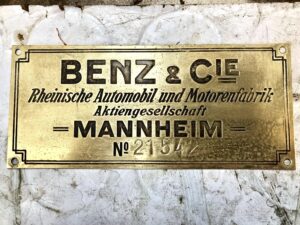 BENZ & CIE
Rheinische Automobil und Motorenfabrik
Aktiengesellschaft
= MANNHEIM =
No 21542